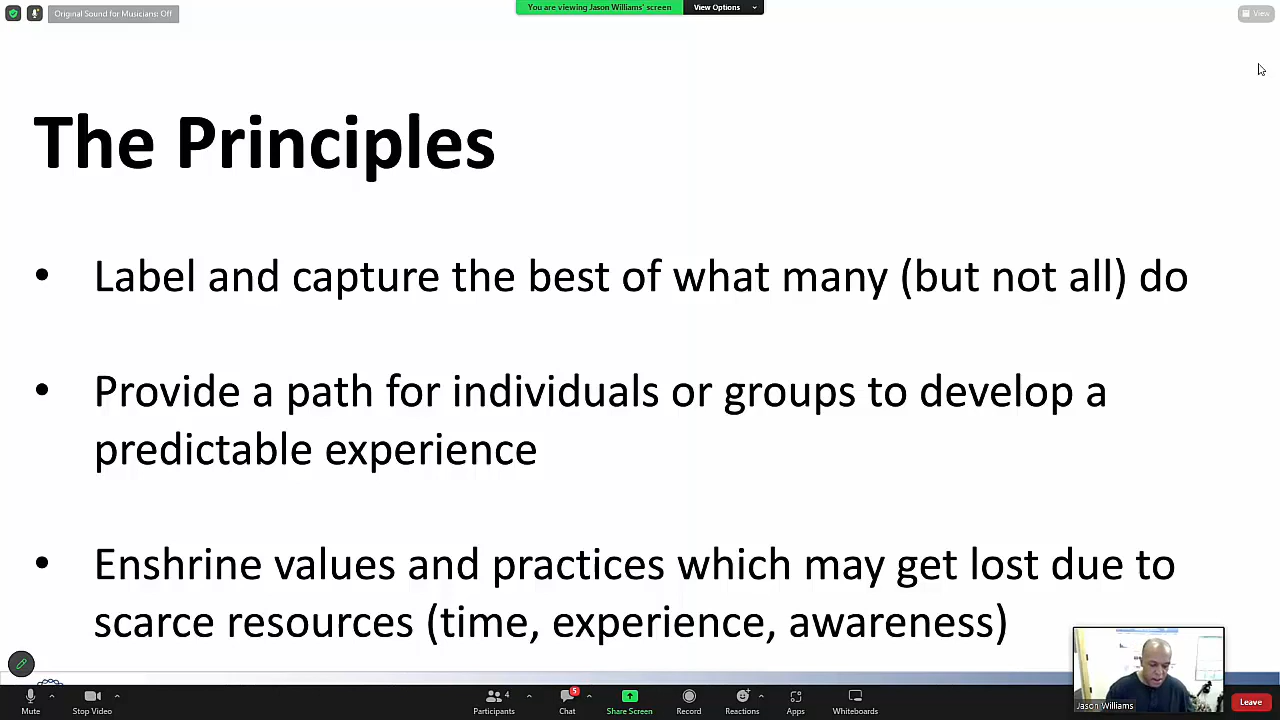 Original Sound for Musicians: Off
You are viewing Jason Williams' screen
View Options
View
The Principles
• Label and capture the best of what many (but not all) do
• Provide a path for individuals or groups to develop a
predictable experience
• Enshrine values and practices which may get lost due to
scarce resources (time, experience, awareness)
Jason Williams
Mute
Stop Video
Participants
4
Chat
5
Share Screen
Record
Reactions
Apps
Whiteboards
Leave